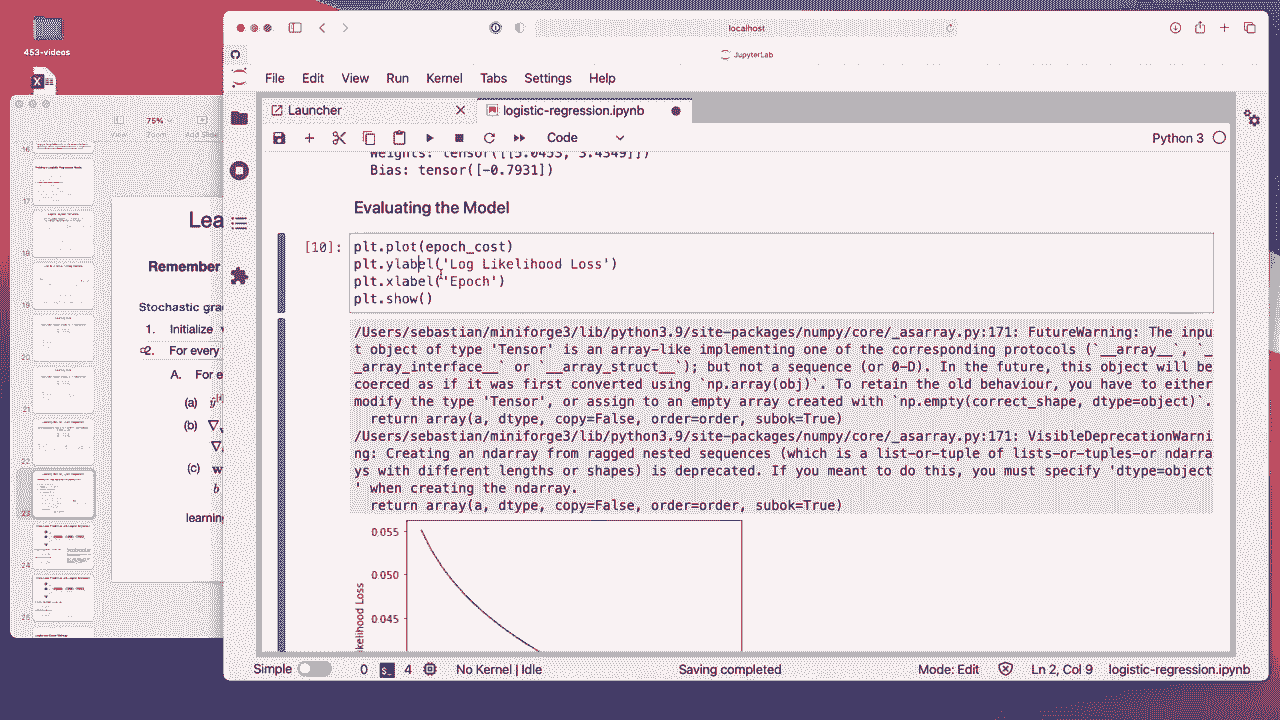 453-videos
localhost
JupyterLab
File Edit View Run Kernel Tabs Settings Help
Launcher
logistic-regression.ipynb
Code
Python 3
75%
Bias: tensor([-0.7931])
Evaluating the Model
[10]:
plt.plot(epoch_cost)
plt.ylabel('Log Likelihood Loss')
plt.xlabel('Epoch')
plt.show()
/Users/sebastian/miniforge3/lib/python3.9/site-packages/numpy/core/_asarray.py:171: FutureWarning: The inpu
t object of type 'Tensor' is an array-like implementing one of the corresponding protocols (`__array__`, `_
_array_interface__` or `__array_struct__`); but not a sequence (or 0-D). In the future, this object will be
coerced as if it was first converted using `np.array(obj)`. To retain the old behaviour, you have to either
modify the type 'Tensor', or assign to an empty array created with `np.empty(correct_shape, dtype=object)`.
return array(a, dtype, copy=False, order=order, subok=True)
/Users/sebastian/miniforge3/lib/python3.9/site-packages/numpy/core/_asarray.py:171: VisibleDeprecationWarni
ng: Creating an ndarray from ragged nested sequences (which is a list-or-tuple of lists-or-tuples-or ndarra
ys with different lengths or shapes) is deprecated. If you meant to do this, you must specify 'dtype=object
' when creating the ndarray.
return array(a, dtype, copy=False, order=order, subok=True)
0.055
0.050
0.045
kelihood Loss
Lea
Remember
Stochastic gra
1. Initialize
2. For every
A. For e
(a)
(b)
(c)
learnin
Simple 0 4 No Kernel | Idle Saving completed Mode: Edit Ln 2, Col 9 logistic-regression.ipynb